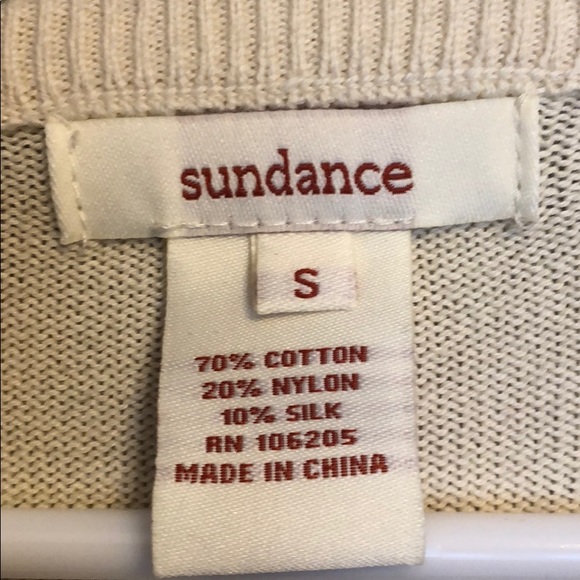 sundance
S
70% COTTON
20% NYLON
10% SILK
RN 106205
MADE IN CHINA